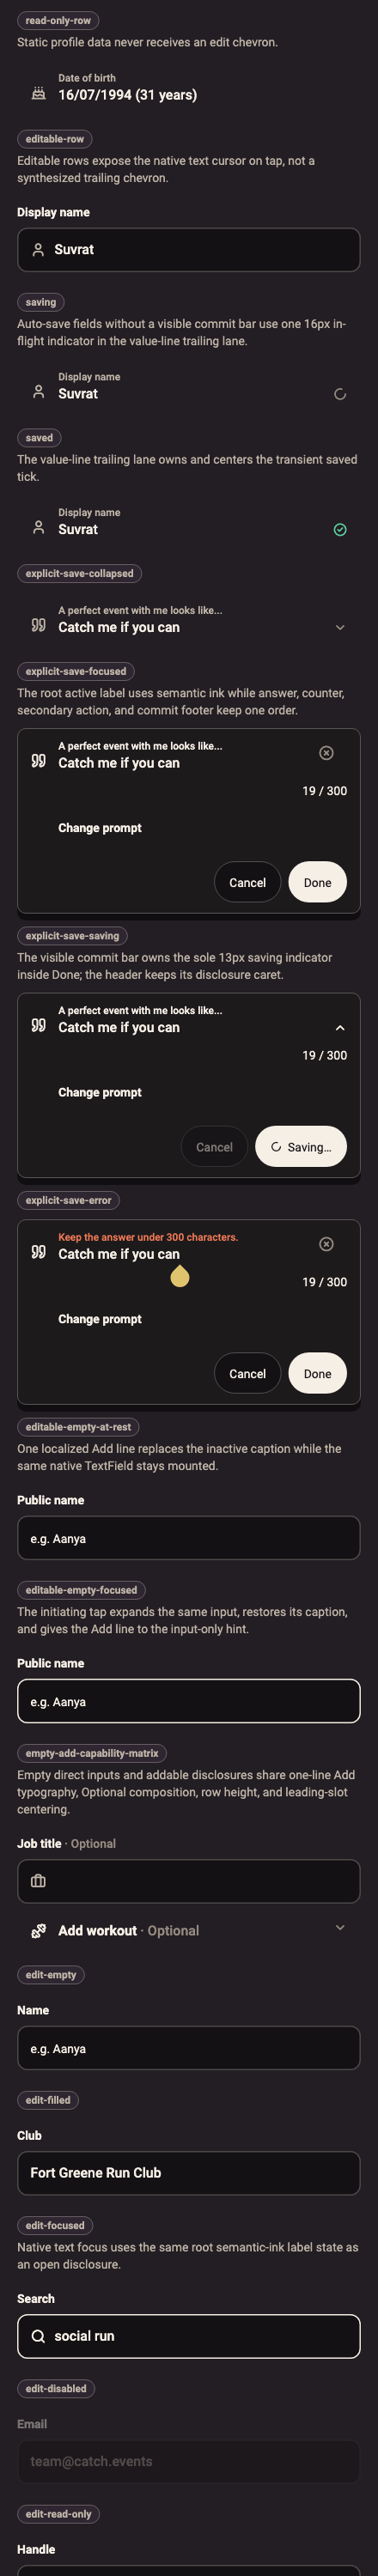 read-only-row
Static profile data never receives an edit chevron.
Date of birth
16/07/1994 (31 years)
editable-row
Editable rows expose the native text cursor on tap, not a
synthesized trailing chevron.
Display name
Suvrat
saving
Auto-save fields without a visible commit bar use one 16px in-
flight indicator in the value-line trailing lane.
Display name
Suvrat
saved
The value-line trailing lane owns and centers the transient saved
tick.
Display name
Suvrat
explicit-save-collapsed
A perfect event with me looks like...
Catch me if you can
explicit-save-focused
The root active label uses semantic ink while answer, counter,
secondary action, and commit footer keep one order.
A perfect event with me looks like...
Catch me if you can
19 / 300
Change prompt
Cancel Done
explicit-save-saving
The visible commit bar owns the sole 13px saving indicator
inside Done; the header keeps its disclosure caret.
A perfect event with me looks like...
Catch me if you can
19 / 300
Change prompt
Cancel Saving...
explicit-save-error
Keep the answer under 300 characters.
Catch me if you can
19 / 300
Change prompt
Cancel Done
editable-empty-at-rest
One localized Add line replaces the inactive caption while the
same native TextField stays mounted.
Public name
e.g. Aanya
editable-empty-focused
The initiating tap expands the same input, restores its caption,
and gives the Add line to the input-only hint.
Public name
e.g. Aanya
empty-add-capability-matrix
Empty direct inputs and addable disclosures share one-line Add
typography, Optional composition, row height, and leading-slot
centering.
Job title · Optional
Add workout · Optional
edit-empty
Name
e.g. Aanya
edit-filled
Club
Fort Greene Run Club
edit-focused
Native text focus uses the same root semantic-ink label state as
an open disclosure.
Search
social run
edit-disabled
Email
team@catch.events
edit-read-only
Handle